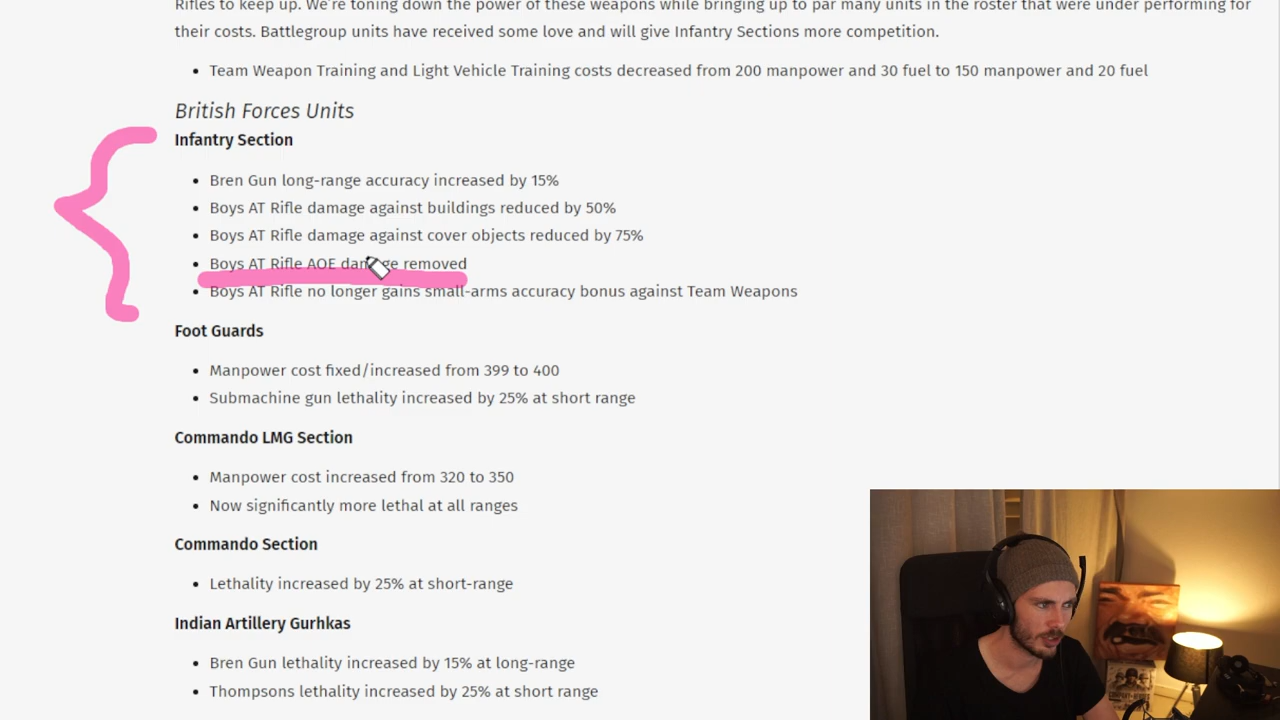 Rifles to keep up. We're toning down the power of these weapons while bringing up to par many units in the roster that were under performing for
their costs. Battlegroup units have received some love and will give Infantry Sections more competition.
• Team Weapon Training and Light Vehicle Training costs decreased from 200 manpower and 30 fuel to 150 manpower and 20 fuel
British Forces Units
Infantry Section
• Bren Gun long-range accuracy increased by 15%
• Boys AT Rifle damage against buildings reduced by 50%
• Boys AT Rifle damage against cover objects reduced by 75%
• Boys AT Rifle AOE damage removed
• Boys AT Rifle no longer gains small-arms accuracy bonus against Team Weapons
Foot Guards
• Manpower cost fixed/increased from 399 to 400
• Submachine gun lethality increased by 25% at short range
Commando LMG Section
• Manpower cost increased from 320 to 350
• Now significantly more lethal at all ranges
Commando Section
• Lethality increased by 25% at short-range
Indian Artillery Gurhkas
• Bren Gun lethality increased by 15% at long-range
• Thompsons lethality increased by 25% at short range